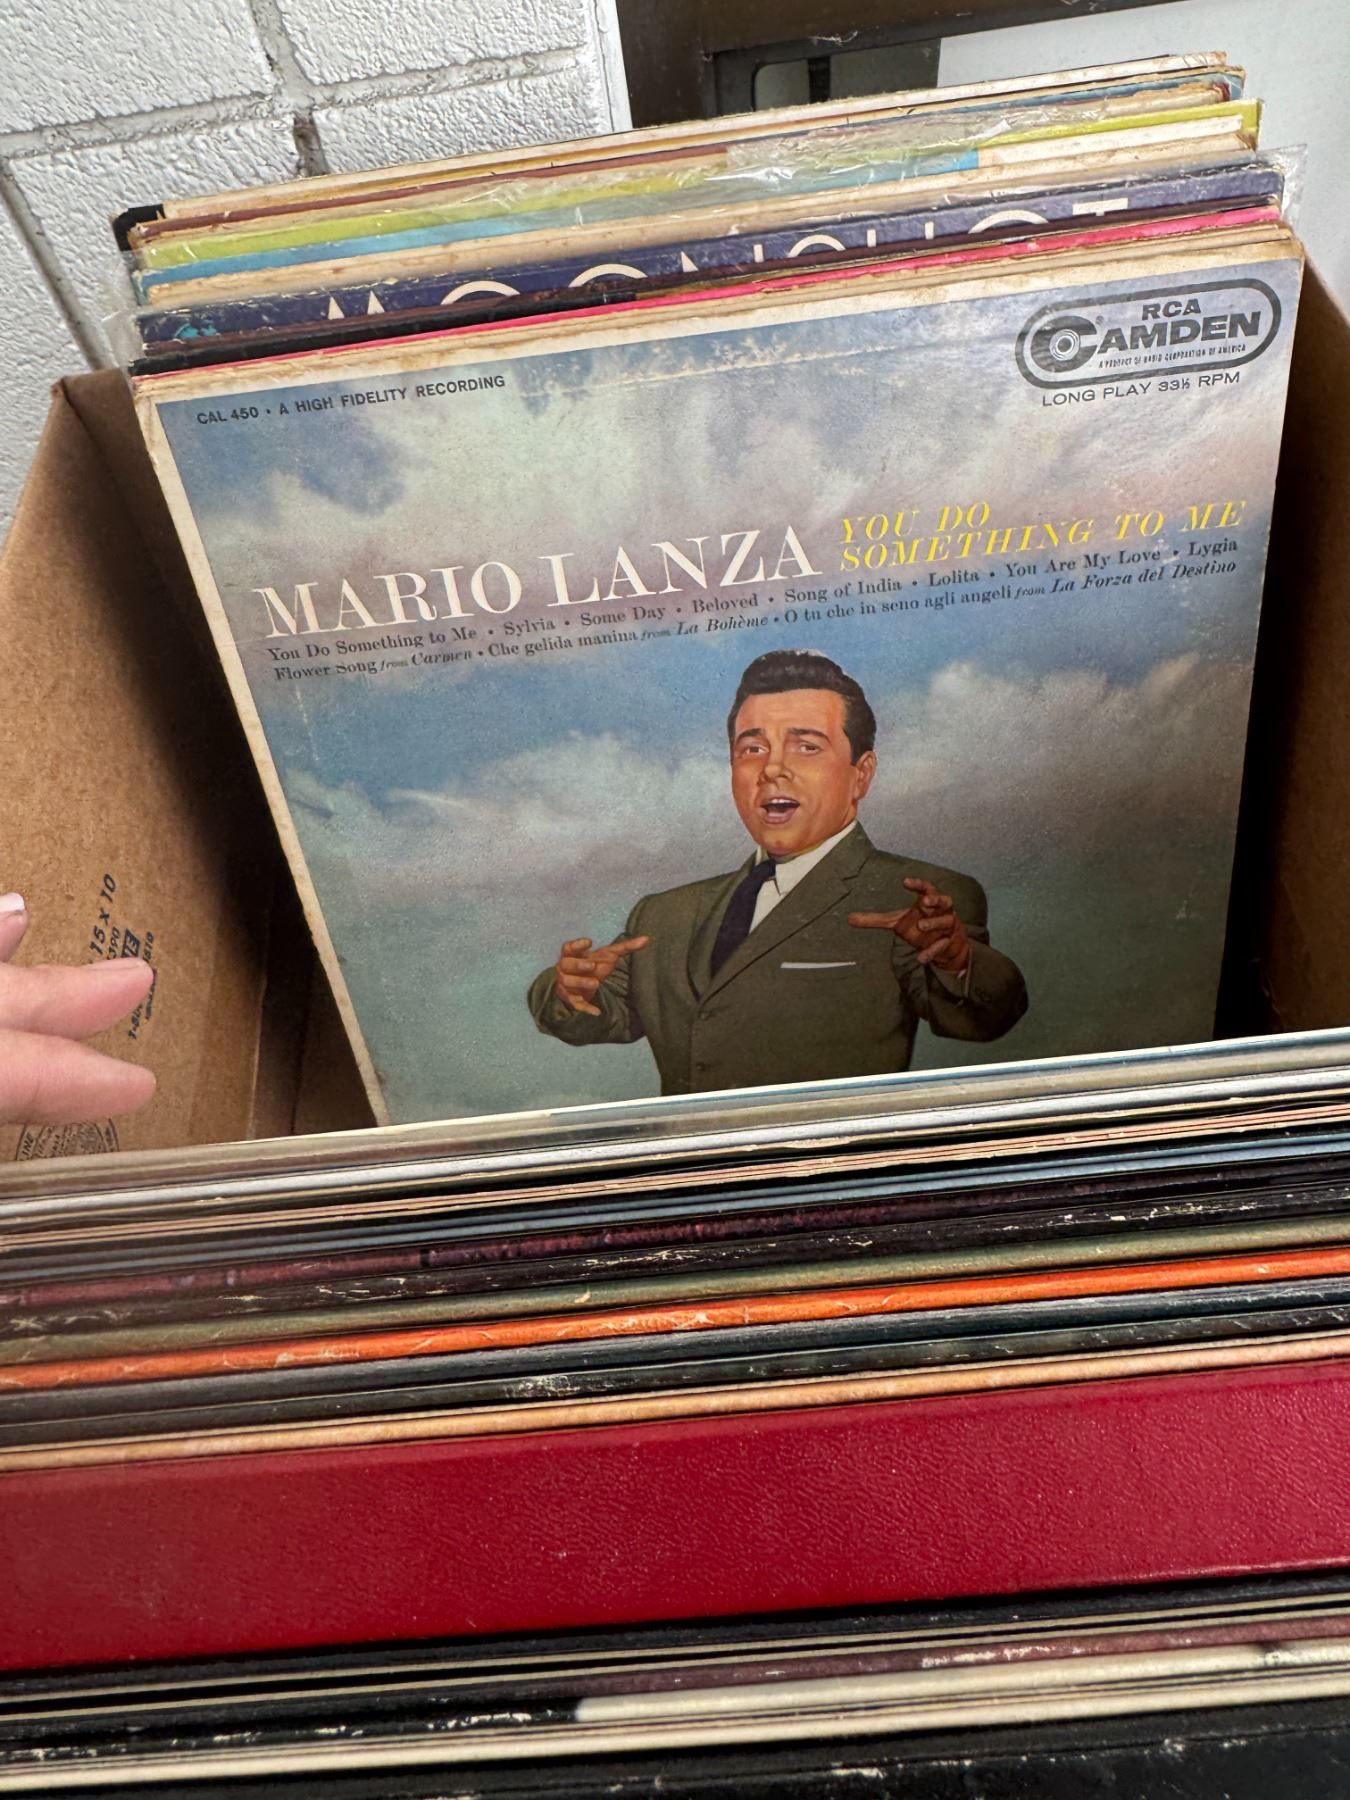 MOONSHOT
RCA
CAMDEN
A PRODUCT OF RADIO CORPORATION OF AMERICA
LONG PLAY 33⅓ RPM
CAL 450 • A HIGH FIDELITY RECORDING
MARIO LANZA
YOU DO
SOMETHING TO ME
You Do Something to Me • Sylvia • Some Day • Beloved • Song of India • Lolita • You Are My Love • Lygia
Flower Song from Carmen • Che gelida manina from La Bohème • O tu che in seno agli angeli from La Forza del Destino
15 X 10